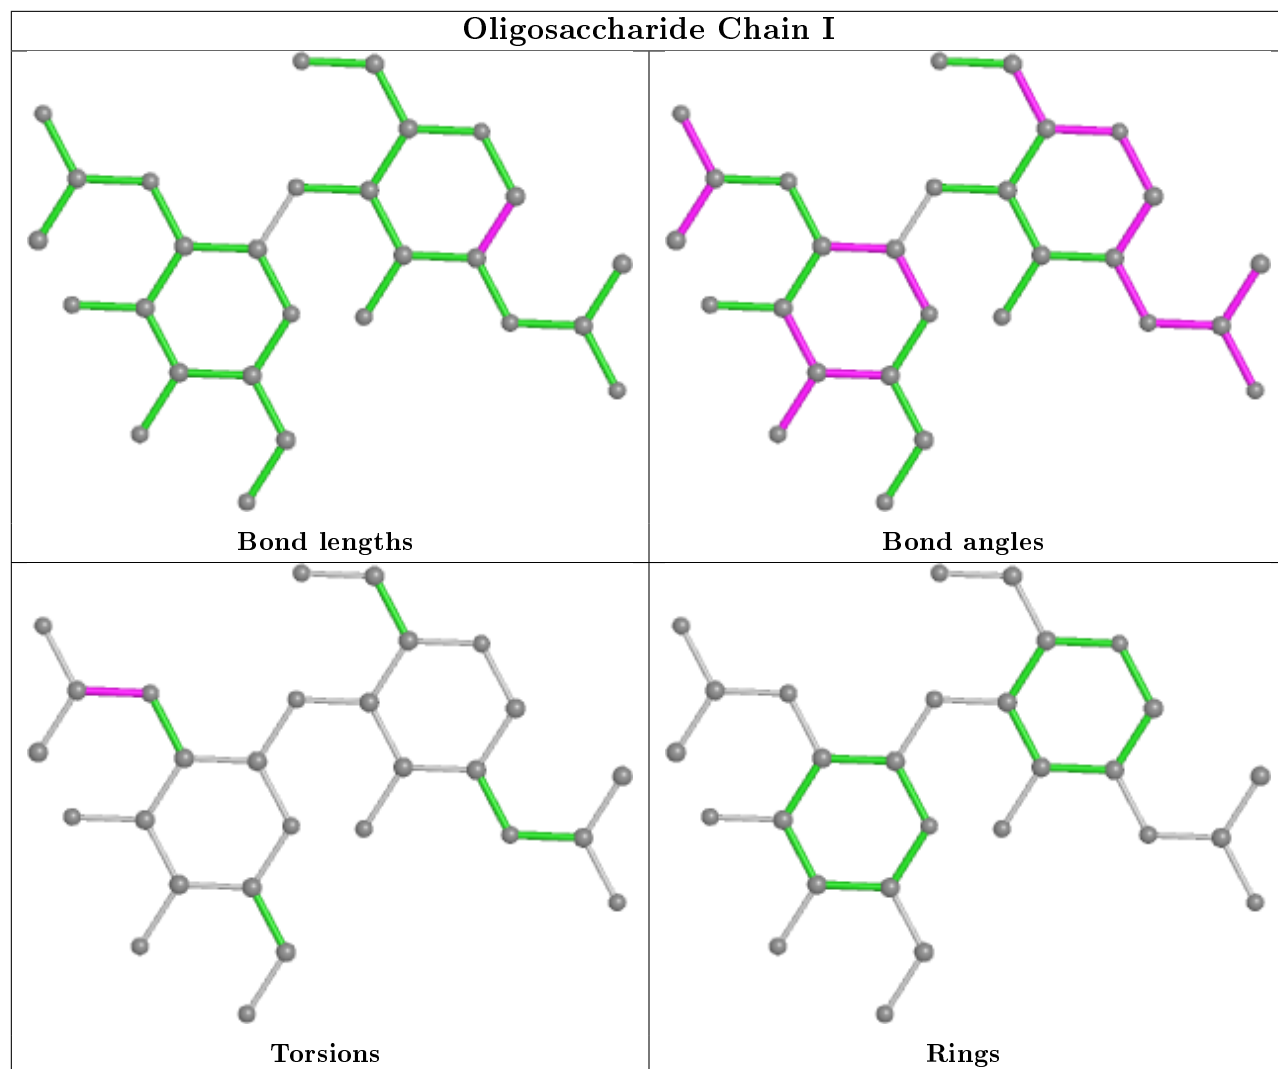 Oligosaccharide Chain I
Bond lengths
Bond angles
Torsions
Rings